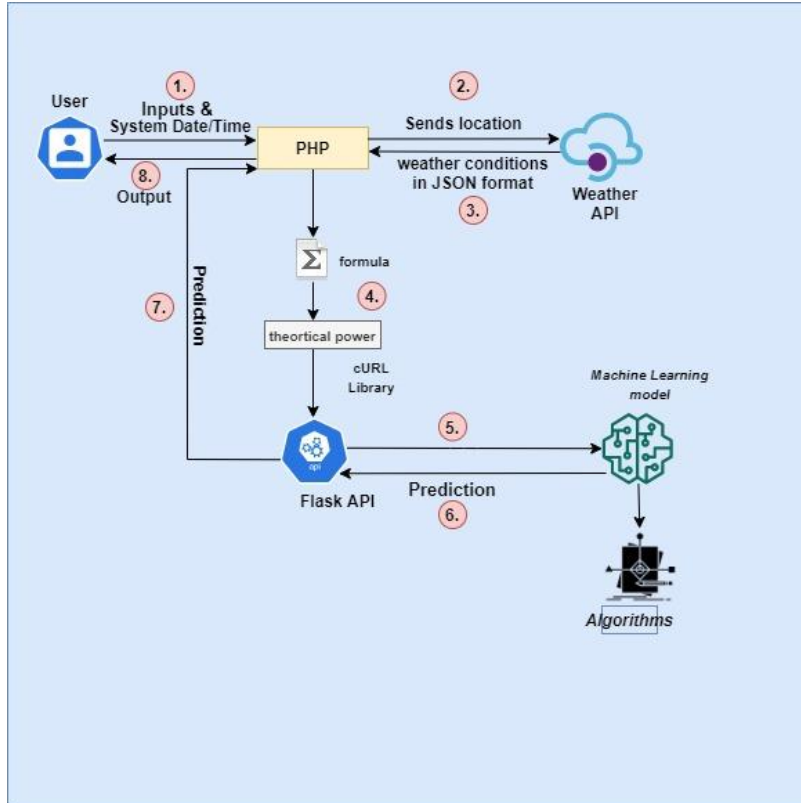 1.
User
Inputs &
System Date/Time
2.
Sends location
PHP
8.
Output
weather conditions
in JSON format
3.
Weather
API
formula
4.
7.
Prediction
theortical power
cURL
Library
Machine Learning
model
5.
api
Flask API
Prediction
6.
Algorithms